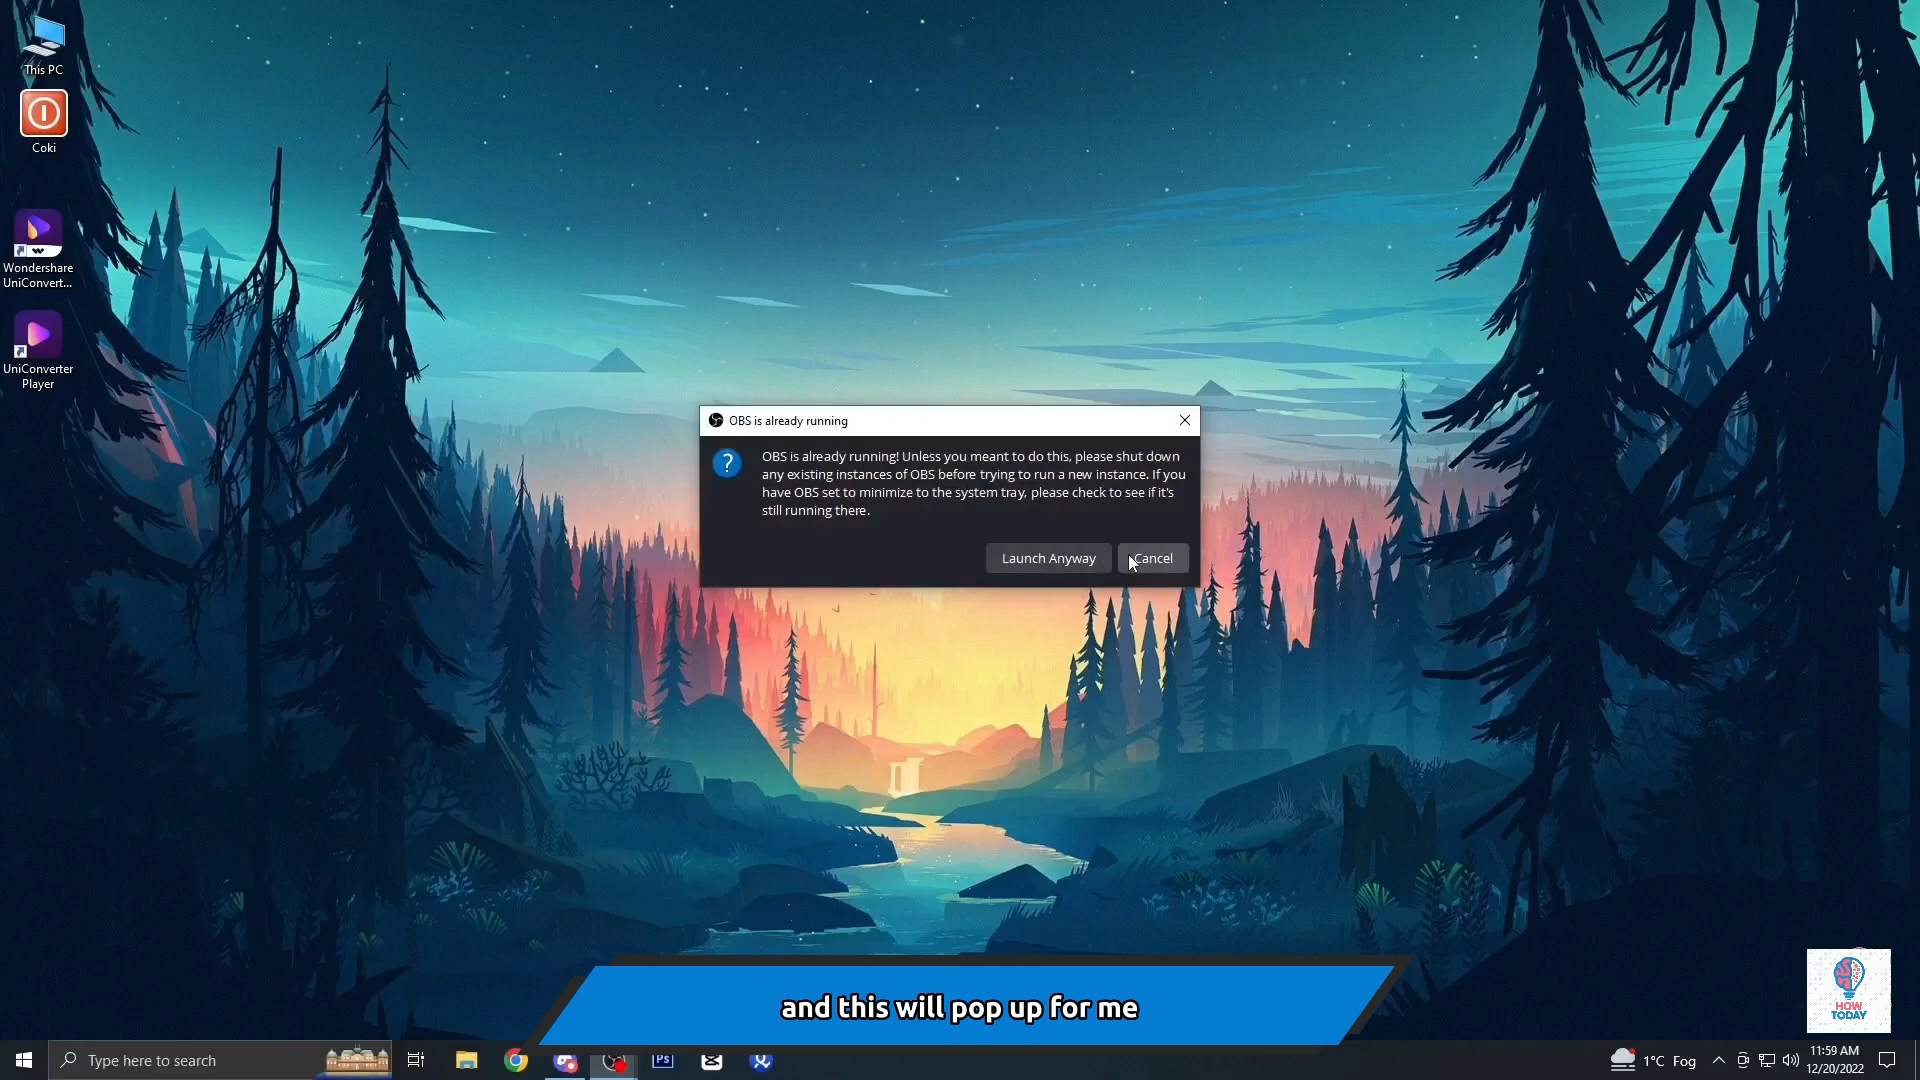 This PC
Coki
Wondershare
UniConvert...
UniConverter
Player
OBS is already running
OBS is already running! Unless you meant to do this, please shut down
any existing instances of OBS before trying to run a new instance. If you
have OBS set to minimize to the system tray, please check to see if it's
still running there.
Launch Anyway
Cancel
and this will pop up for me
HOW
TODAY
Type here to search
Ps
1°C Fog
11:59 AM
12/20/2022